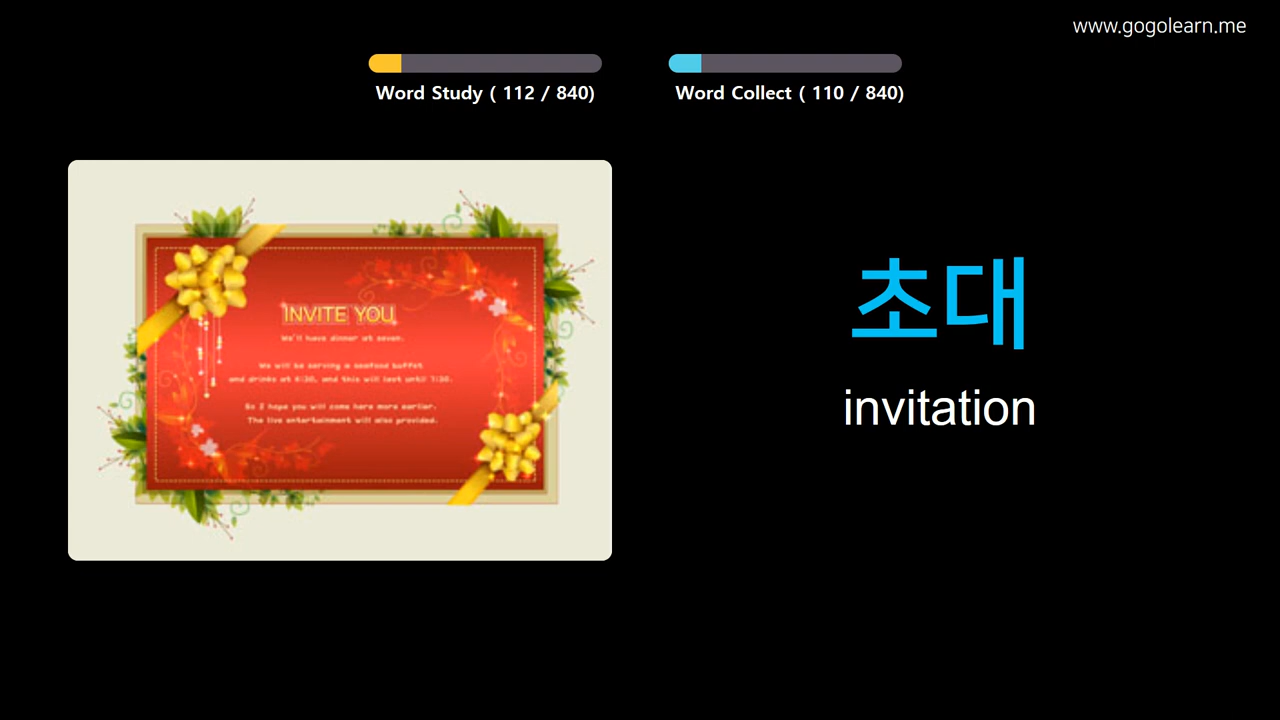 www.gogolearn.me
Word Study ( 112 / 840)
Word Collect ( 110 / 840)
INVITE YOU
We'll have dinner at seven.
We will be serving a seafood buffet
and drinks at 6:30, and this will last until 1:30.
So I hope you will come here more earlier.
The live entertainment will also provided.
초대
invitation